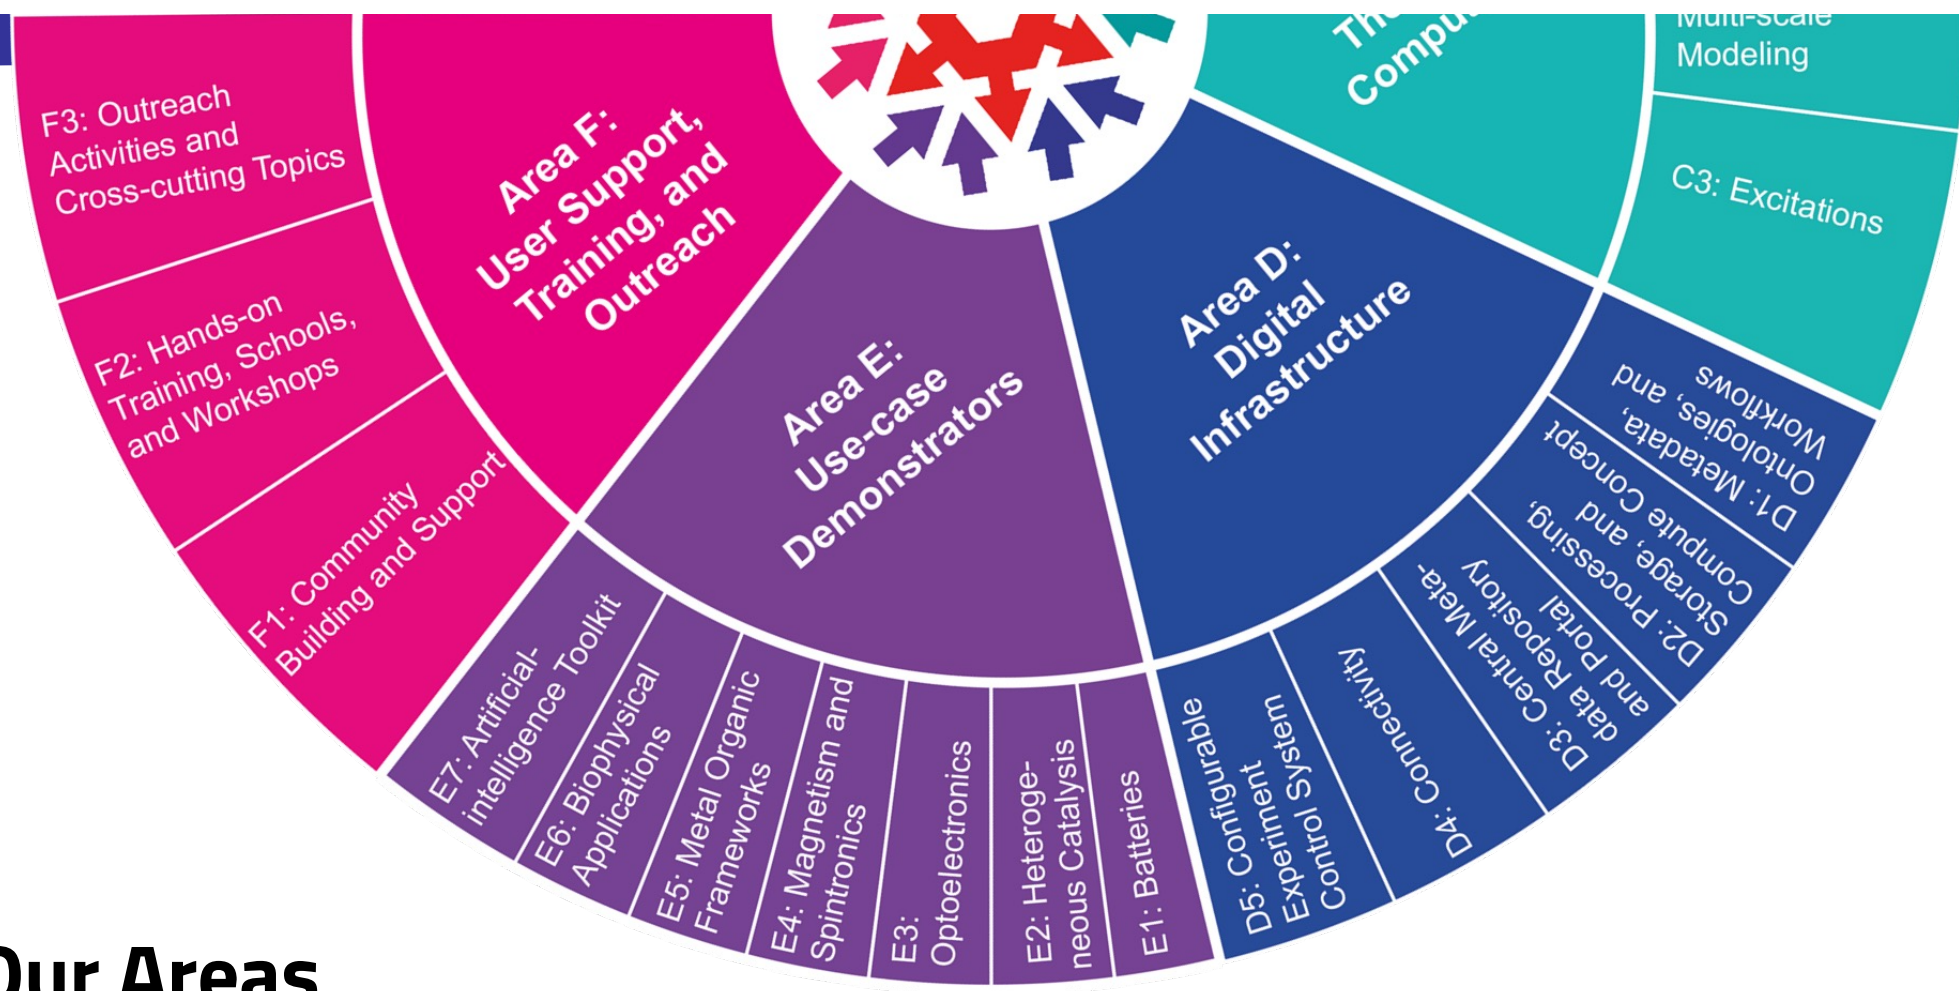 Multi-scale
Modeling
C3: Excitations
Area D:
Digital
Infrastructure
D1: Metadata,
Ontologies, and
Workflows
D2: Processing,
Storage, and
Compute Concept
D3: Central Meta-
data Repository
and Portal
D4: Connectivity
D5: Configurable
Experiment
Control System
Area E:
Use-case
Demonstrators
E1: Batteries
E2: Heteroge-
neous Catalysis
E3:
Optoelectronics
E4: Magnetism and
Spintronics
E5: Metal Organic
Frameworks
E6: Biophysical
Applications
E7: Artificial-
intelligence Toolkit
Area F:
User Support,
Training, and
Outreach
F1: Community
Building and Support
F2: Hands-on
Training, Schools,
and Workshops
F3: Outreach
Activities and
Cross-cutting Topics
Our Areas